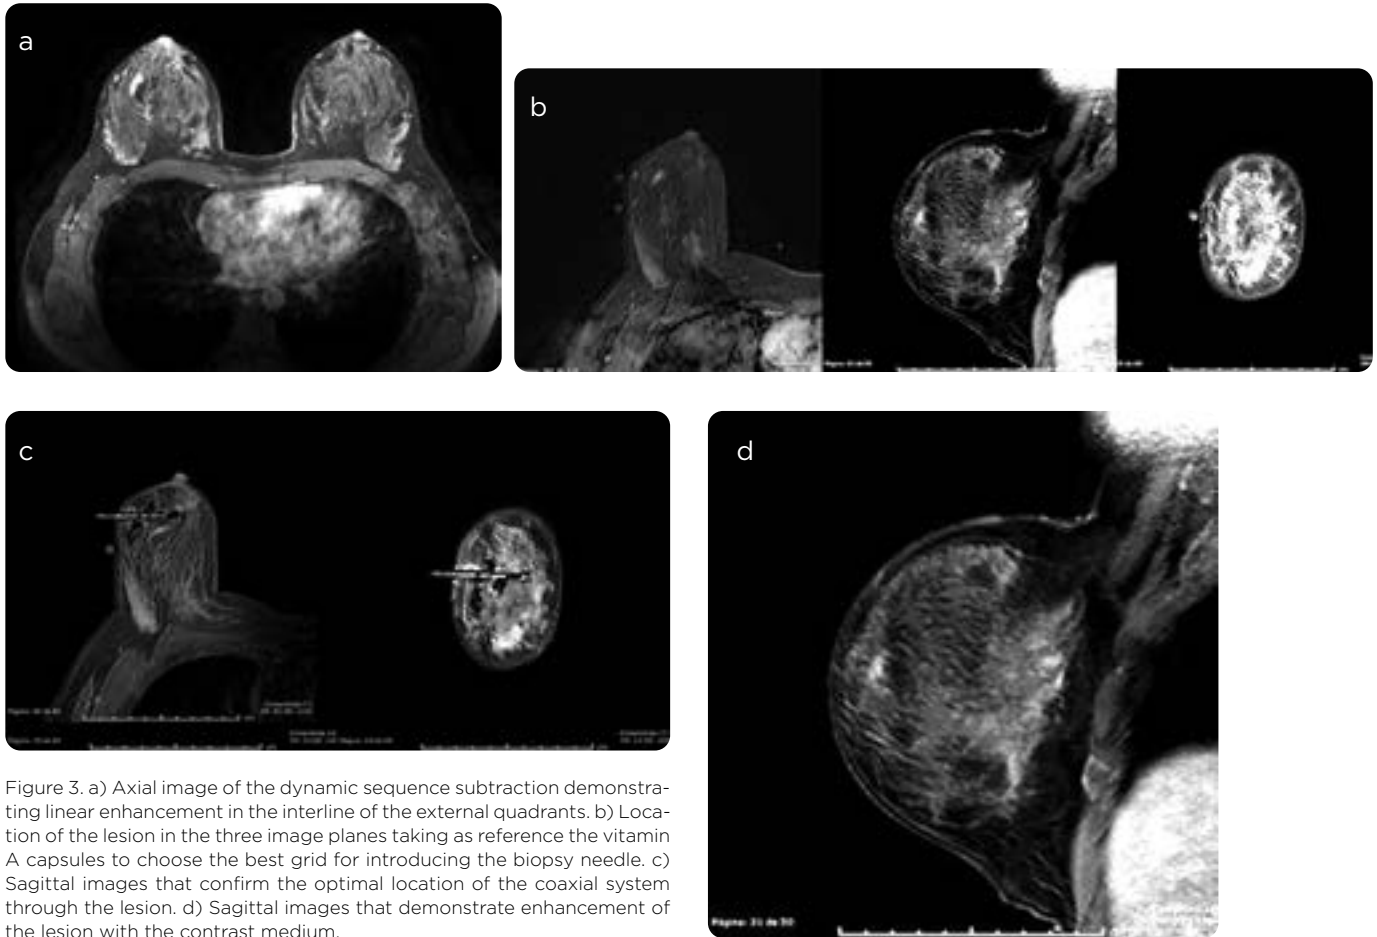 a
b
c
d
Figure 3. a) Axial image of the dynamic sequence subtraction demonstra-
ting linear enhancement in the interline of the external quadrants. b) Loca-
tion of the lesion in the three image planes taking as reference the vitamin
A capsules to choose the best grid for introducing the biopsy needle. c)
Sagittal images that confirm the optimal location of the coaxial system
through the lesion. d) Sagittal images that demonstrate enhancement of
the lesion with the contrast medium.
Página: 31 de 50